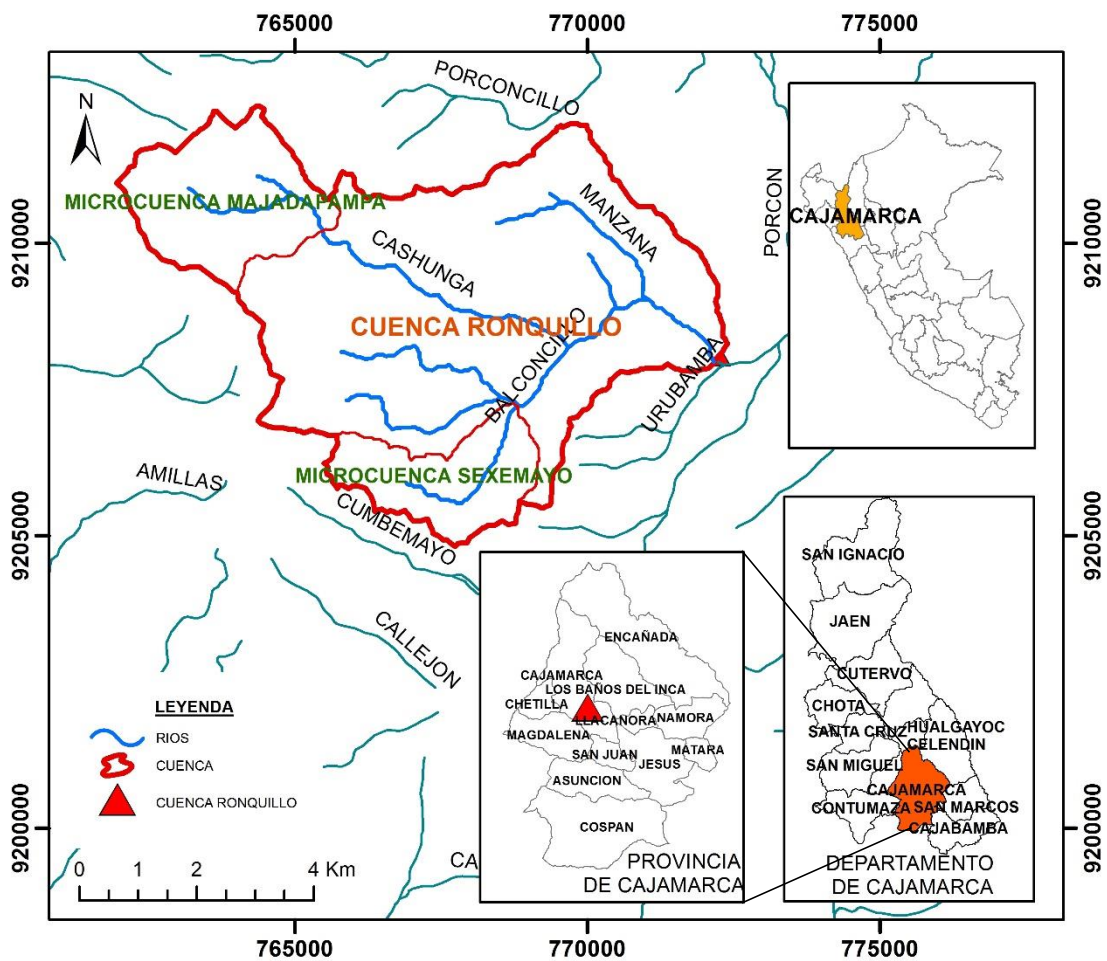 765000
770000
775000
9210000
9205000
9200000
9210000
9205000
9200000
765000
770000
775000
N
PORCONCILLO
MICROCUENCA MAJADAPAMPA
MANZANA
CASHUNGA
CUENCA RONQUILLO
BALCONCILLO
URUBAMBA
MICROCUENCA SEXEMAYO
AMILLAS
CUMBEMAYO
CALLEJON
CA
PORCON
CAJAMARCA
LEYENDA
RIOS
CUENCA
CUENCA RONQUILLO
0 1 2 4 Km
ENCAÑADA
CAJAMARCA
LOS BAÑOS DEL INCA
CHETILLA
LLACANORA
NAMORA
MAGDALENA
SAN JUAN
MATARA
JESUS
ASUNCION
COSPAN
PROVINCIA
DE CAJAMARCA
SAN IGNACIO
JAEN
CUTERVO
CHOTA
HUALGAYOC
SANTA CRUZ
CELENDIN
SAN MIGUEL
CAJAMARCA
CONTUMAZA
SAN MARCOS
CAJABAMBA
DEPARTAMENTO
DE CAJAMARCA